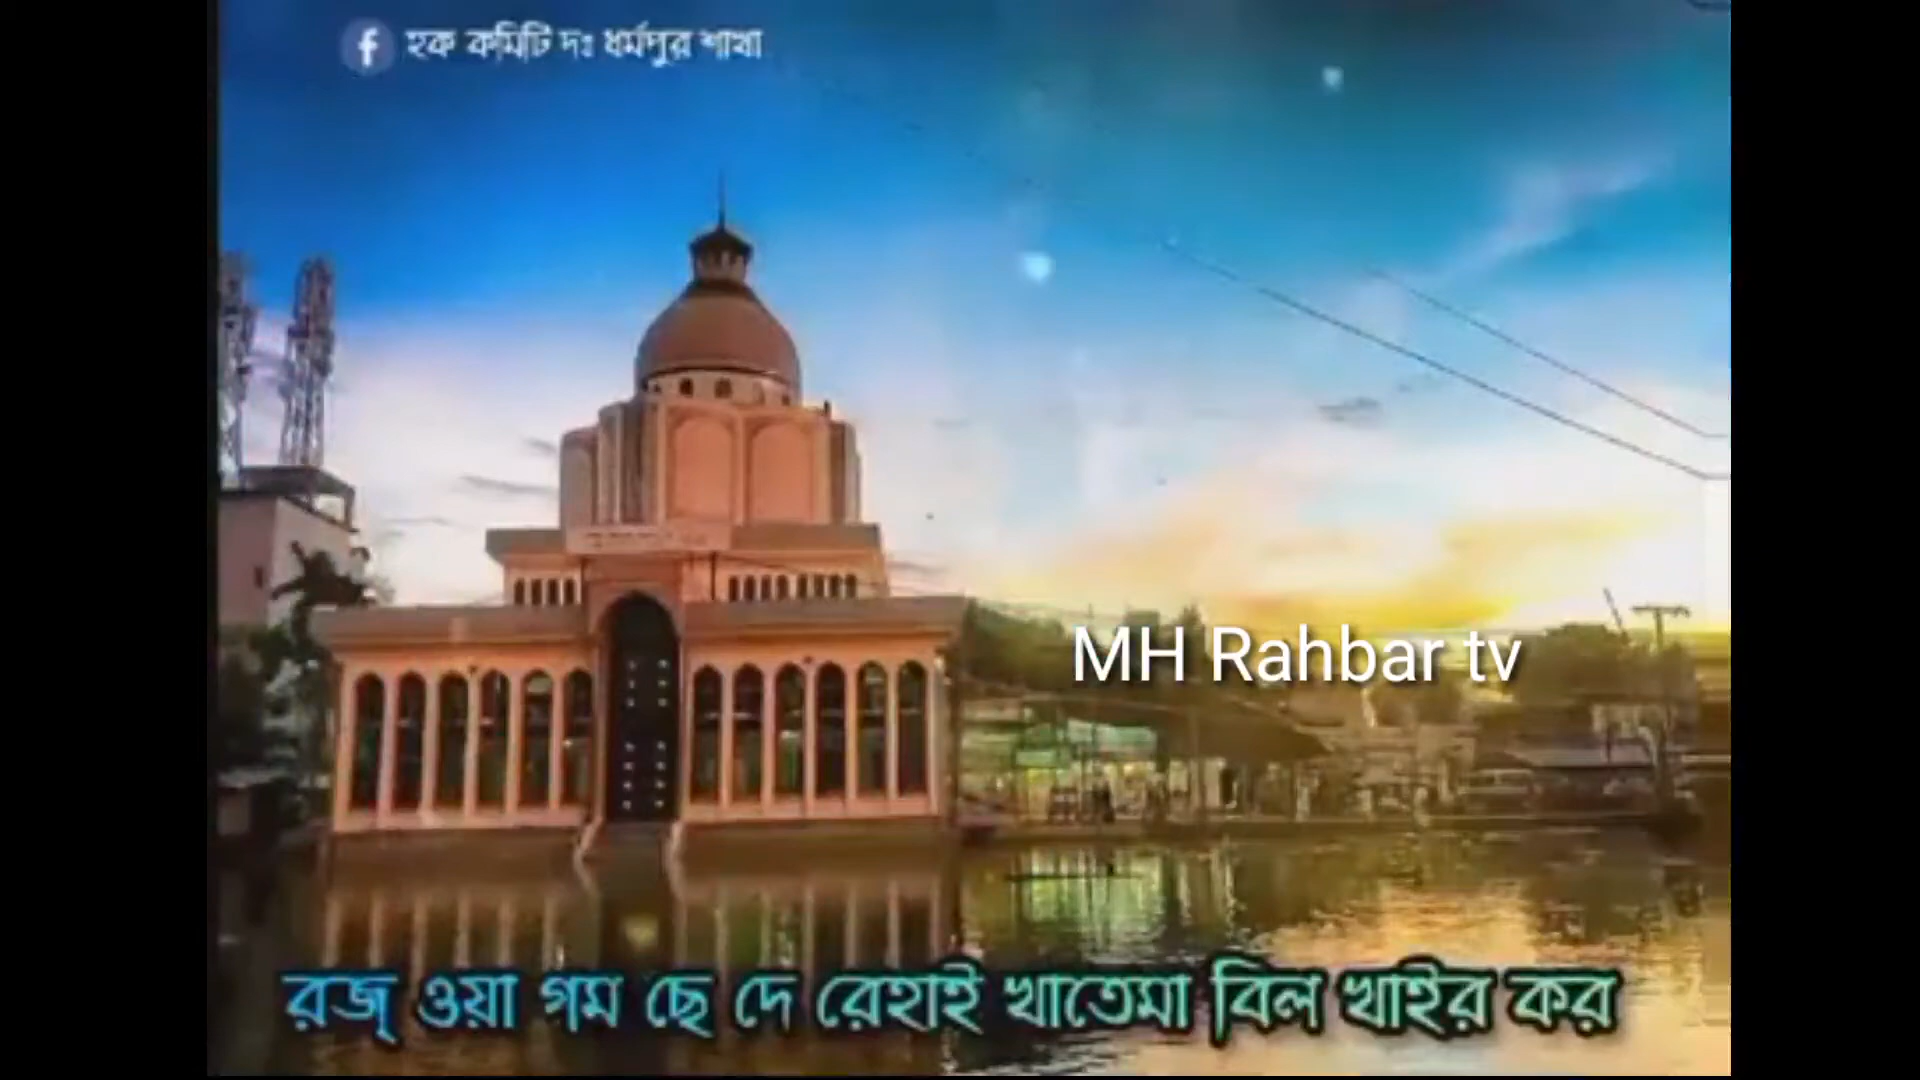 হক কমিটি দঃ ধর্মপুর শাখা
MH Rahbar tv
রজ্ ওয়া গম ছে দে রেহাই খাতেমা বিল খাইর কর